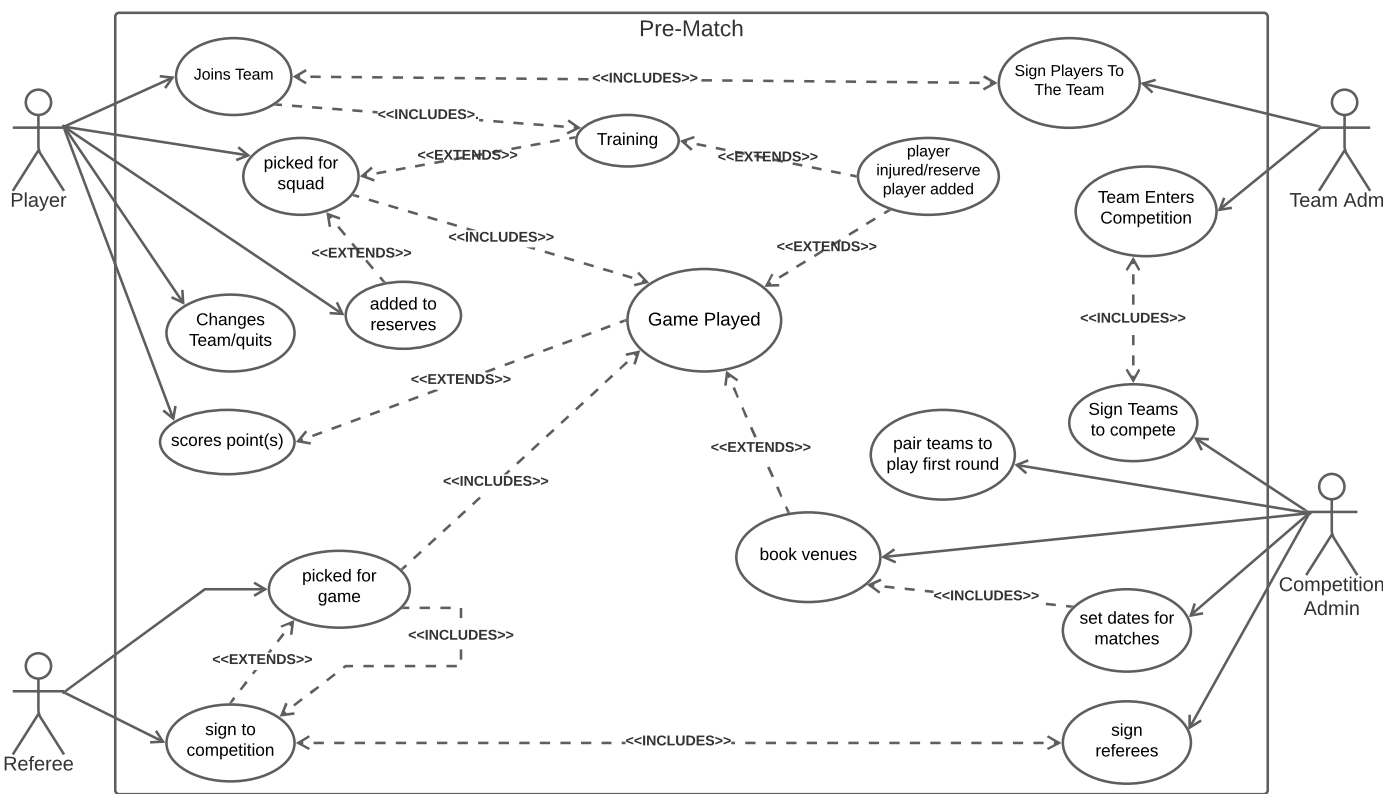 Pre-Match
Joins Team
<<INCLUDES>>
Sign Players To
The Team
<<INCLUDES>.
Training
<<EXTENDS>>
<<EXTENDS>>
player
injured/reserve
player added
picked for
squad
Player
Team Adm
Team Enters
Competition
<<INCLUDES>>
<<EXTENDS>>
<<EXTENDS>>
added to
reserves
Changes
Team/quits
Game Played
<<INCLUDES>>
<<EXTENDS>>
scores point(s)
Sign Teams
to compete
pair teams to
play first round
<<EXTENDS>>
<<INCLUDES>>
book venues
picked for
game
<<INCLUDES>>
Competition
Admin
set dates for
matches
<<INCLUDES>>
<<EXTENDS>>
sign to
competition
<<INCLUDES>>
sign
referees
Referee